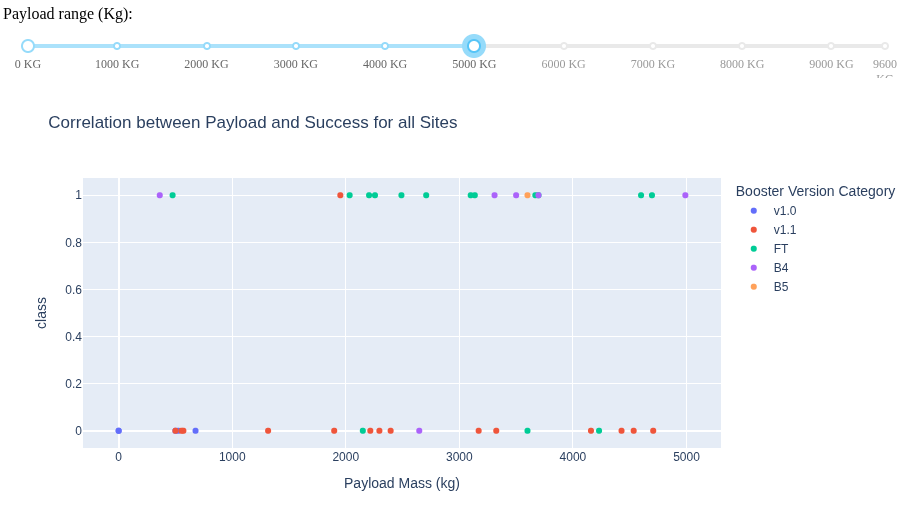 Payload range (Kg):
0 KG 1000 KG 2000 KG 3000 KG 4000 KG 5000 KG 6000 KG 7000 KG 8000 KG 9000 KG 9600
KG
Correlation between Payload and Success for all Sites
Booster Version Category
v1.0
v1.1
FT
B4
B5
class
1
0.8
0.6
0.4
0.2
0
0 1000 2000 3000 4000 5000
Payload Mass (kg)